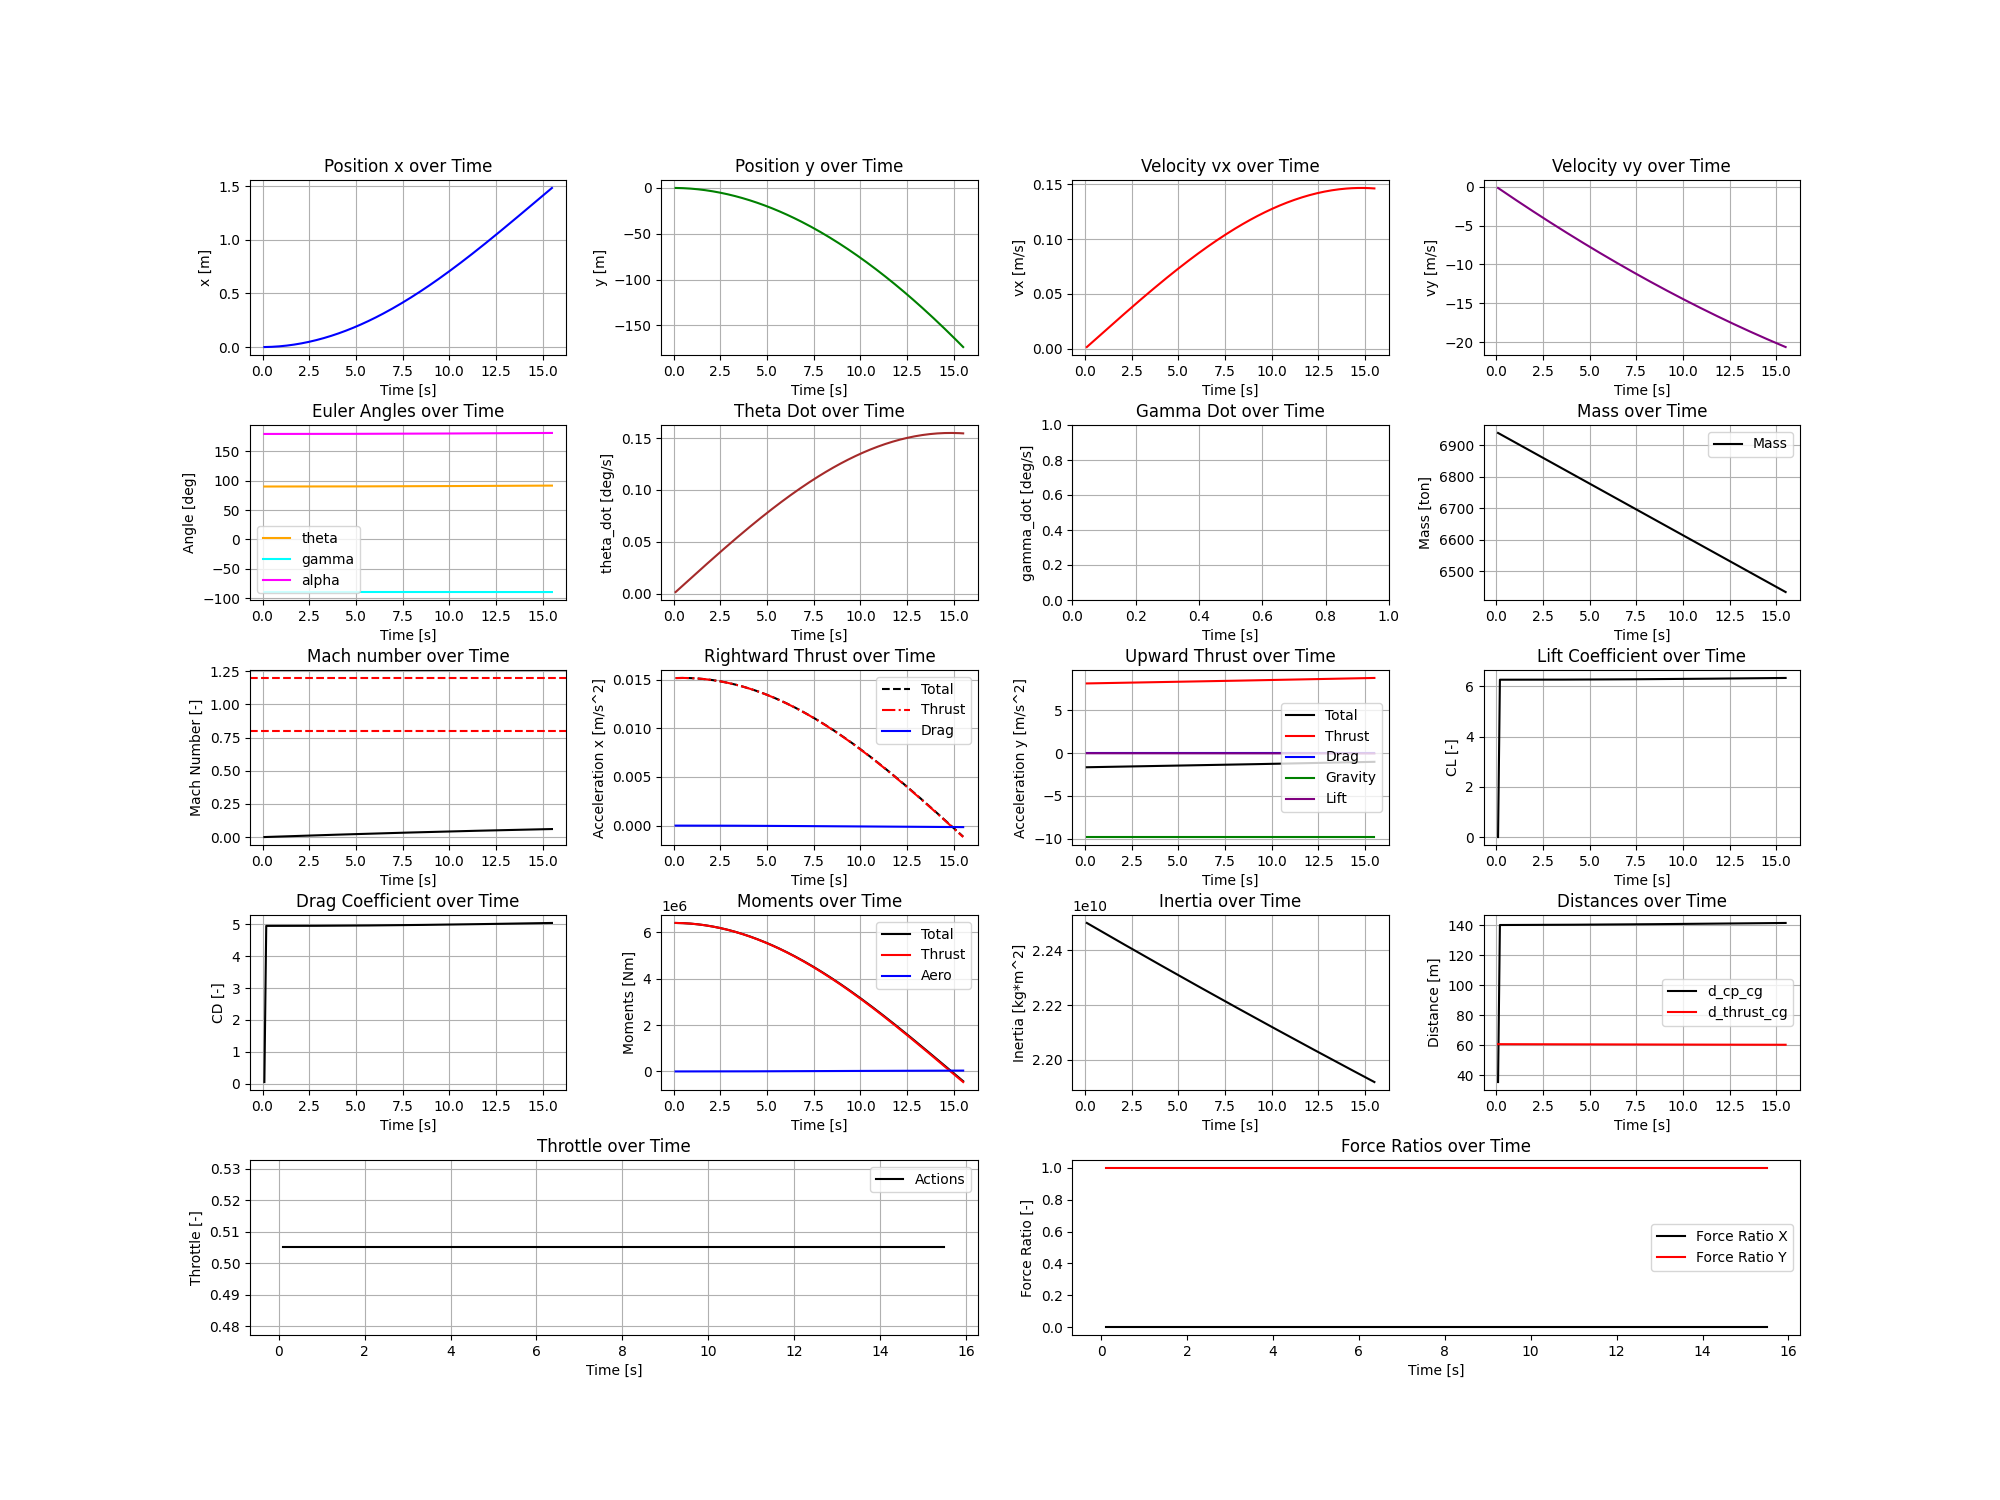 Position x over Time
x [m]
1.5
1.0
0.5
0.0
0.0 2.5 5.0 7.5 10.0 12.5 15.0
Time [s]
Position y over Time
y [m]
0
−50
−100
−150
0.0 2.5 5.0 7.5 10.0 12.5 15.0
Time [s]
Velocity vx over Time
vx [m/s]
0.15
0.10
0.05
0.00
0.0 2.5 5.0 7.5 10.0 12.5 15.0
Time [s]
Velocity vy over Time
vy [m/s]
0
−5
−10
−15
−20
0.0 2.5 5.0 7.5 10.0 12.5 15.0
Time [s]
Euler Angles over Time
Angle [deg]
150
100
50
0
−50
−100
theta
gamma
alpha
0.0 2.5 5.0 7.5 10.0 12.5 15.0
Time [s]
Theta Dot over Time
theta_dot [deg/s]
0.15
0.10
0.05
0.00
0.0 2.5 5.0 7.5 10.0 12.5 15.0
Time [s]
Gamma Dot over Time
gamma_dot [deg/s]
1.0
0.8
0.6
0.4
0.2
0.0
0.0 0.2 0.4 0.6 0.8 1.0
Time [s]
Mass over Time
Mass [ton]
6900
6800
6700
6600
6500
Mass
0.0 2.5 5.0 7.5 10.0 12.5 15.0
Time [s]
Mach number over Time
Mach Number [-]
1.25
1.00
0.75
0.50
0.25
0.00
0.0 2.5 5.0 7.5 10.0 12.5 15.0
Time [s]
Rightward Thrust over Time
Acceleration x [m/s^2]
0.015
0.010
0.005
0.000
Total
Thrust
Drag
0.0 2.5 5.0 7.5 10.0 12.5 15.0
Time [s]
Upward Thrust over Time
Acceleration y [m/s^2]
5
0
−5
−10
Total
Thrust
Drag
Gravity
Lift
0.0 2.5 5.0 7.5 10.0 12.5 15.0
Time [s]
Lift Coefficient over Time
CL [-]
6
4
2
0
0.0 2.5 5.0 7.5 10.0 12.5 15.0
Time [s]
Drag Coefficient over Time
CD [-]
5
4
3
2
1
0
0.0 2.5 5.0 7.5 10.0 12.5 15.0
Time [s]
Moments over Time
1e6
Moments [Nm]
6
4
2
0
Total
Thrust
Aero
0.0 2.5 5.0 7.5 10.0 12.5 15.0
Time [s]
Inertia over Time
1e10
Inertia [kg*m^2]
2.24
2.22
2.20
0.0 2.5 5.0 7.5 10.0 12.5 15.0
Time [s]
Distances over Time
Distance [m]
140
120
100
80
60
40
d_cp_cg
d_thrust_cg
0.0 2.5 5.0 7.5 10.0 12.5 15.0
Time [s]
Throttle over Time
Throttle [-]
0.53
0.52
0.51
0.50
0.49
0.48
Actions
0 2 4 6 8 10 12 14 16
Time [s]
Force Ratios over Time
Force Ratio [-]
1.0
0.8
0.6
0.4
0.2
0.0
Force Ratio X
Force Ratio Y
0 2 4 6 8 10 12 14 16
Time [s]